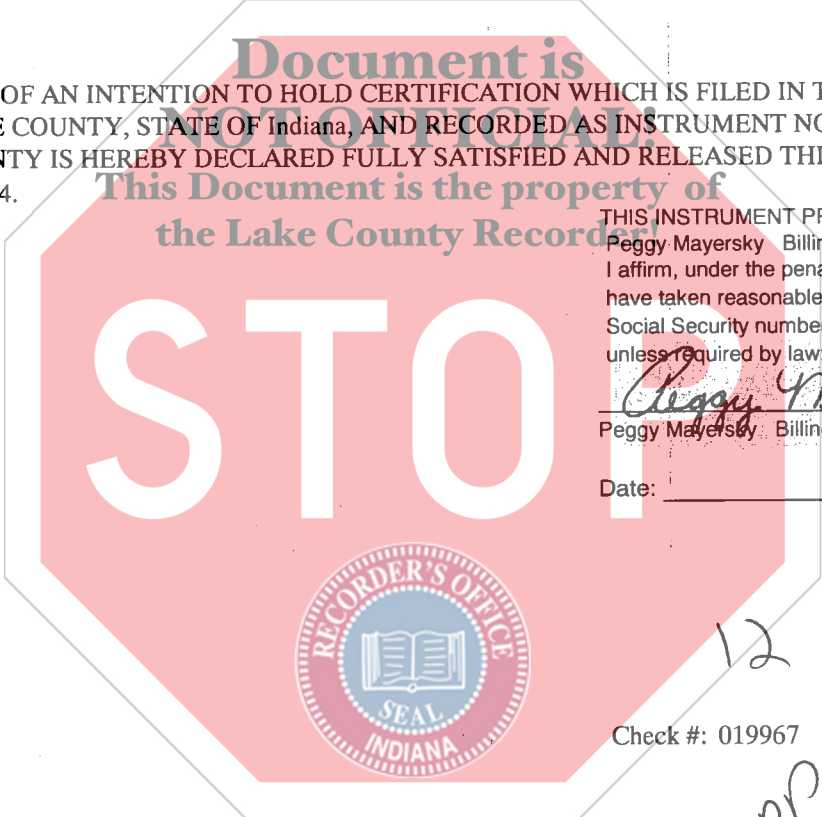 Document is
OF AN INTENTION TO HOLD CERTIFICATION WHICH IS FILED IN T
NOT OFFICIAL!
E COUNTY, STATE OF Indiana, AND RECORDED AS INSTRUMENT NO
NTY IS HEREBY DECLARED FULLY SATISFIED AND RELEASED THI
4.
This Document is the property of
the Lake County Recorder!
THIS INSTRUMENT PR
Peggy Mayersky Billin
I affirm, under the pena
have taken reasonable
Social Security numbe
unless required by law
Peggy M
Peggy Mayersky Billin
Date:
STOP
RECORDER'S OFFICE
SEAL
INDIANA
12
Check #: 019967